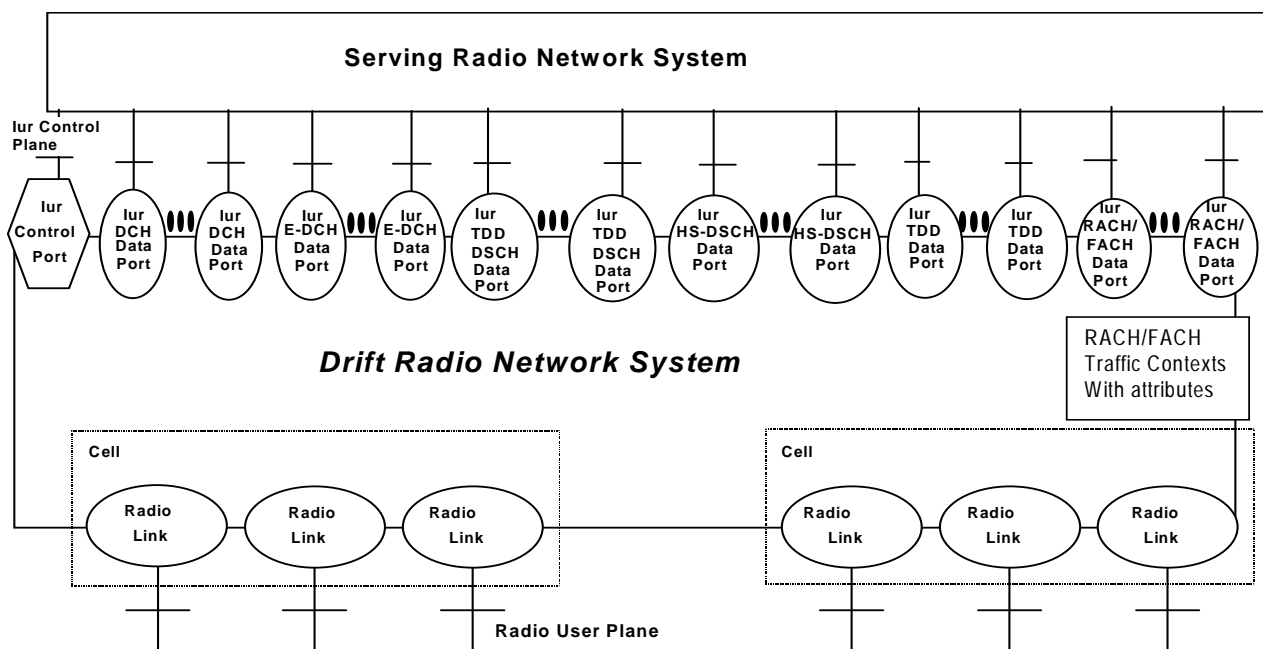 Serving Radio Network System
Iur Control
Plane
Iur
Control
Port
Iur
DCH
Data
Port
Iur
DCH
Data
Port
Iur
E-DCH
Data
Port
Iur
E-DCH
Data
Port
Iur
TDD
DSCH
Data
Port
Iur
TDD
DSCH
Data
Port
Iur
HS-DSCH
Data
Port
Iur
HS-DSCH
Data
Port
Iur
TDD
Data
Port
Iur
TDD
Data
Port
Iur
RACH/
FACH
Data
Port
Iur
RACH/
FACH
Data
Port
Drift Radio Network System
RACH/FACH
Traffic Contexts
With attributes
Cell
Radio
Link
Radio
Link
Radio
Link
Cell
Radio
Link
Radio
Link
Radio
Link
Radio User Plane